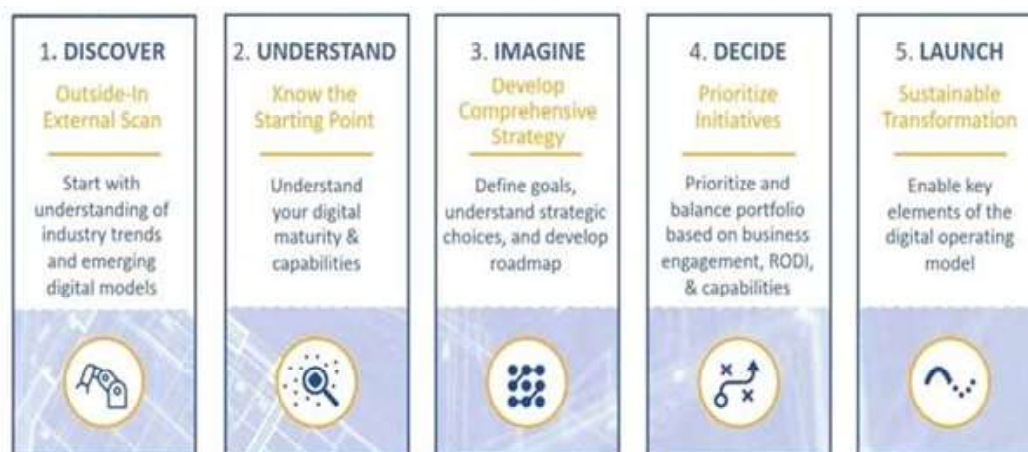 1. DISCOVER
Outside-In
External Scan
Start with
understanding of
industry trends
and emerging
digital models
2. UNDERSTAND
Know the
Starting Point
Understand
your digital
maturity &
capabilities
3. IMAGINE
Develop
Comprehensive
Strategy
Define goals,
understand strategic
choices, and develop
roadmap
4. DECIDE
Prioritize
Initiatives
Prioritize and
balance portfolio
based on business
engagement, RODI,
& capabilities
5. LAUNCH
Sustainable
Transformation
Enable key
elements of the
digital operating
model